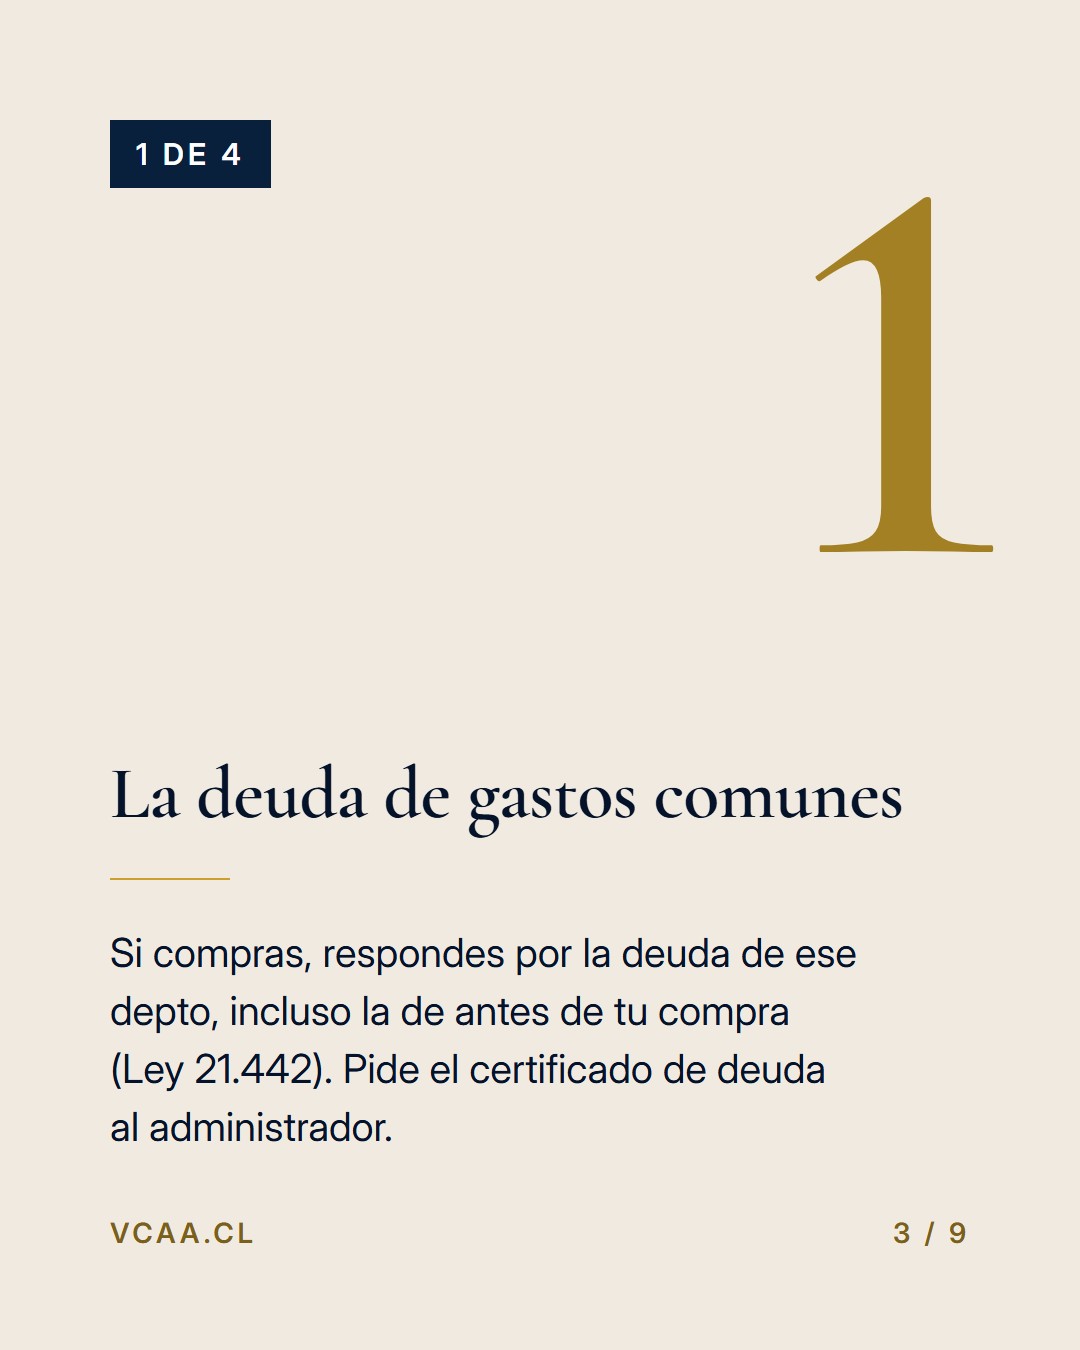 1 DE 4
1
La deuda de gastos comunes
Si compras, respondes por la deuda de ese
depto, incluso la de antes de tu compra
(Ley 21.442). Pide el certificado de deuda
al administrador.
VCAA.CL
3 / 9